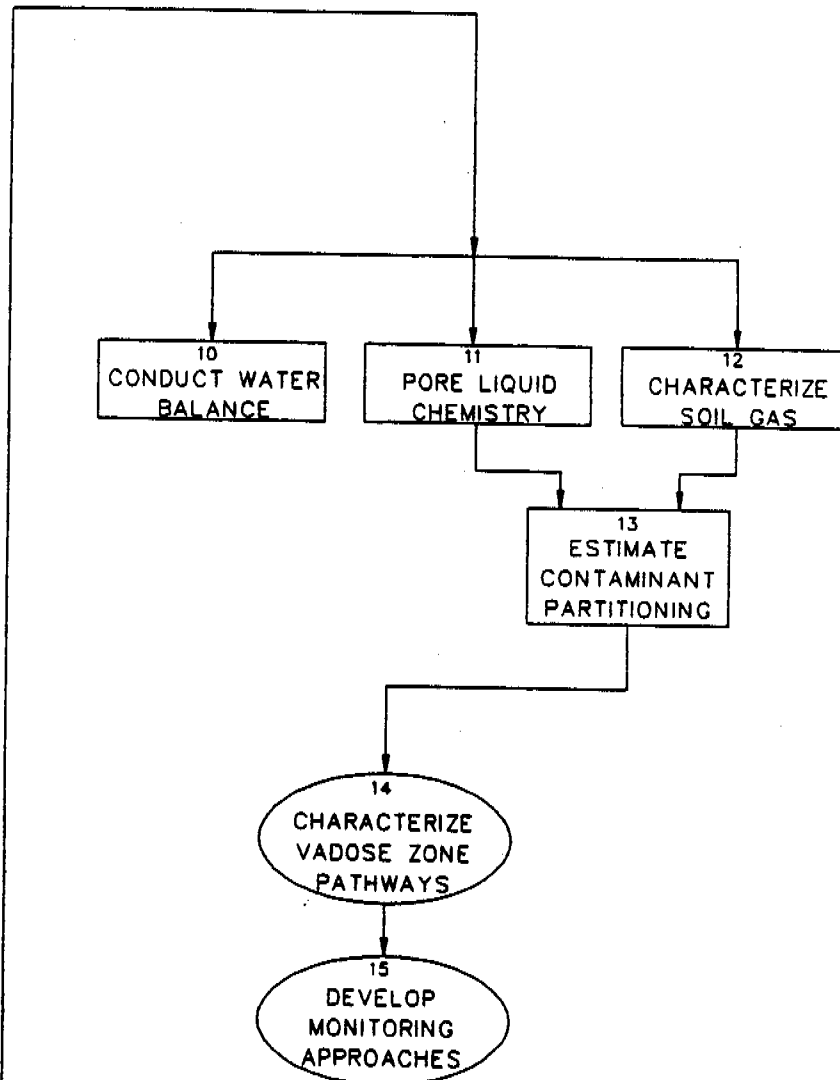 10
CONDUCT WATER
BALANCE
11
PORE LIQUID
CHEMISTRY
12
CHARACTERIZE
SOIL GAS
13
ESTIMATE
CONTAMINANT
PARTITIONING
14
CHARACTERIZE
VADOSE ZONE
PATHWAYS
15
DEVELOP
MONITORING
APPROACHES